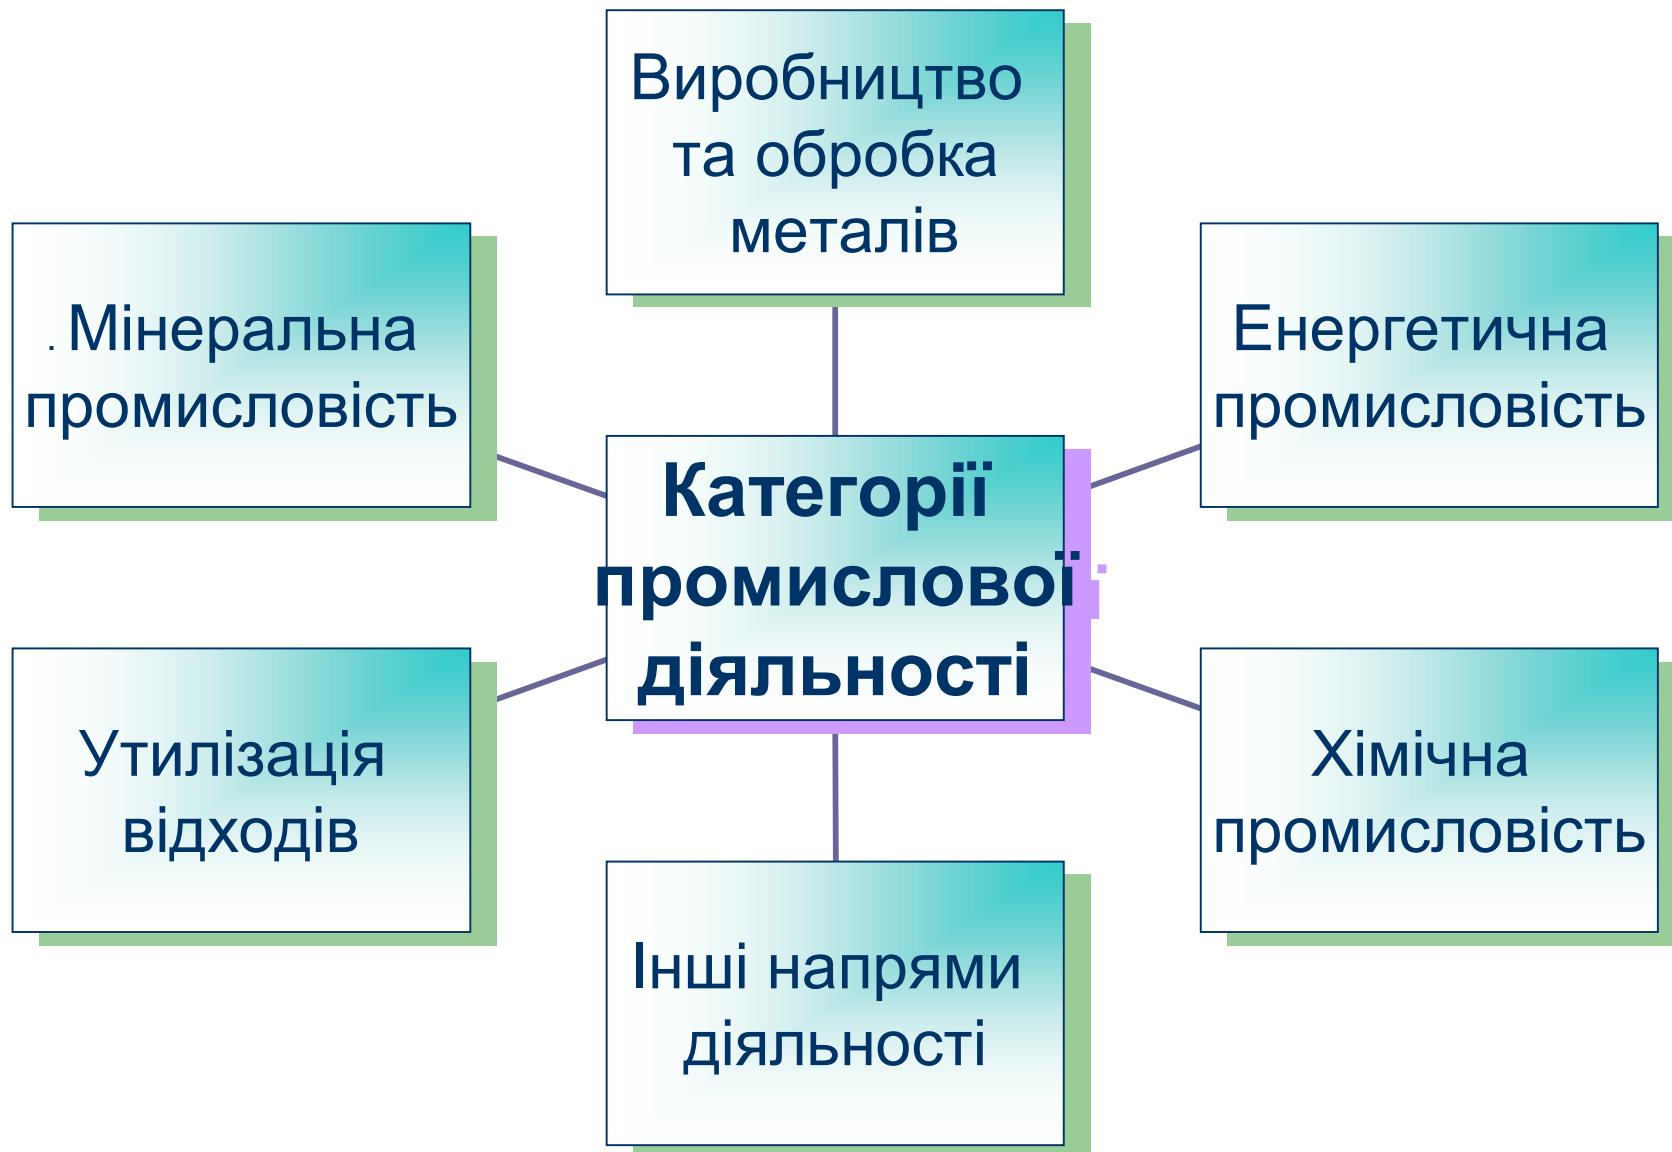 Виробництво
та обробка
металів
. Мінеральна
промисловість
Енергетична
промисловість
Категорії
промислової
діяльності
Утилізація
відходів
Хімічна
промисловість
Інші напрями
діяльності